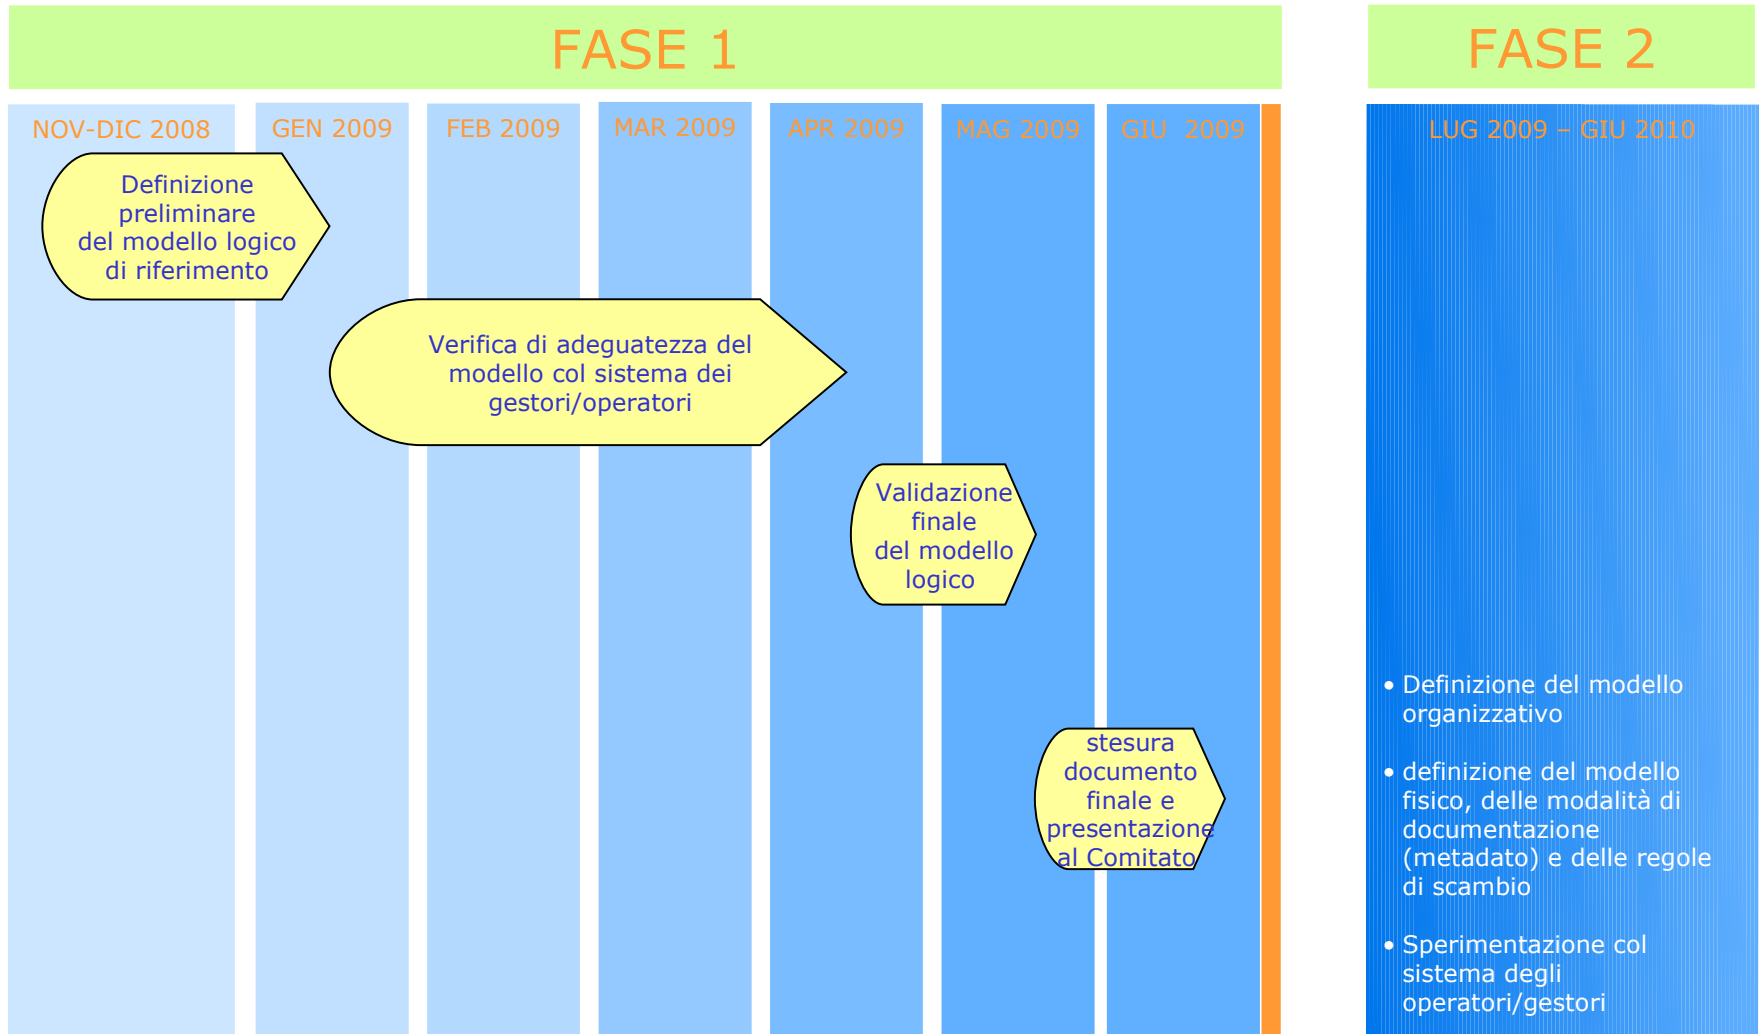 FASE 1
FASE 2
NOV-DIC 2008
GEN 2009
FEB 2009
MAR 2009
APR 2009
MAG 2009
GIU 2009
LUG 2009 – GIU 2010
Definizione
preliminare
del modello logico
di riferimento
Verifica di adeguatezza del
modello col sistema dei
gestori/operatori
Validazione
finale
del modello
logico
stesura
documento
finale e
presentazione
al Comitato
• Definizione del modello
organizzativo
• definizione del modello
fisico, delle modalità di
documentazione
(metadato) e delle regole
di scambio
• Sperimentazione col
sistema degli
operatori/gestori